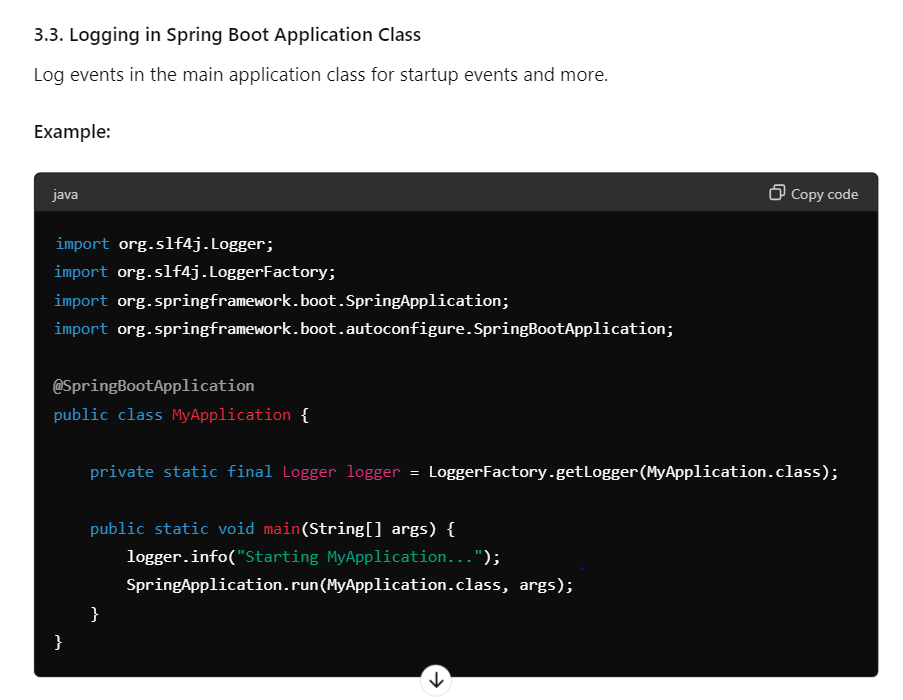 3.3. Logging in Spring Boot Application Class
Log events in the main application class for startup events and more.
Example:
java
Copy code
import org.slf4j.Logger;
import org.slf4j.LoggerFactory;
import org.springframework.boot.SpringApplication;
import org.springframework.boot.autoconfigure.SpringBootApplication;
@SpringBootApplication
public class MyApplication {
private static final Logger logger = LoggerFactory.getLogger(MyApplication.class);
public static void main(String[] args) {
logger.info("Starting MyApplication...");
SpringApplication.run(MyApplication.class, args);
}
}